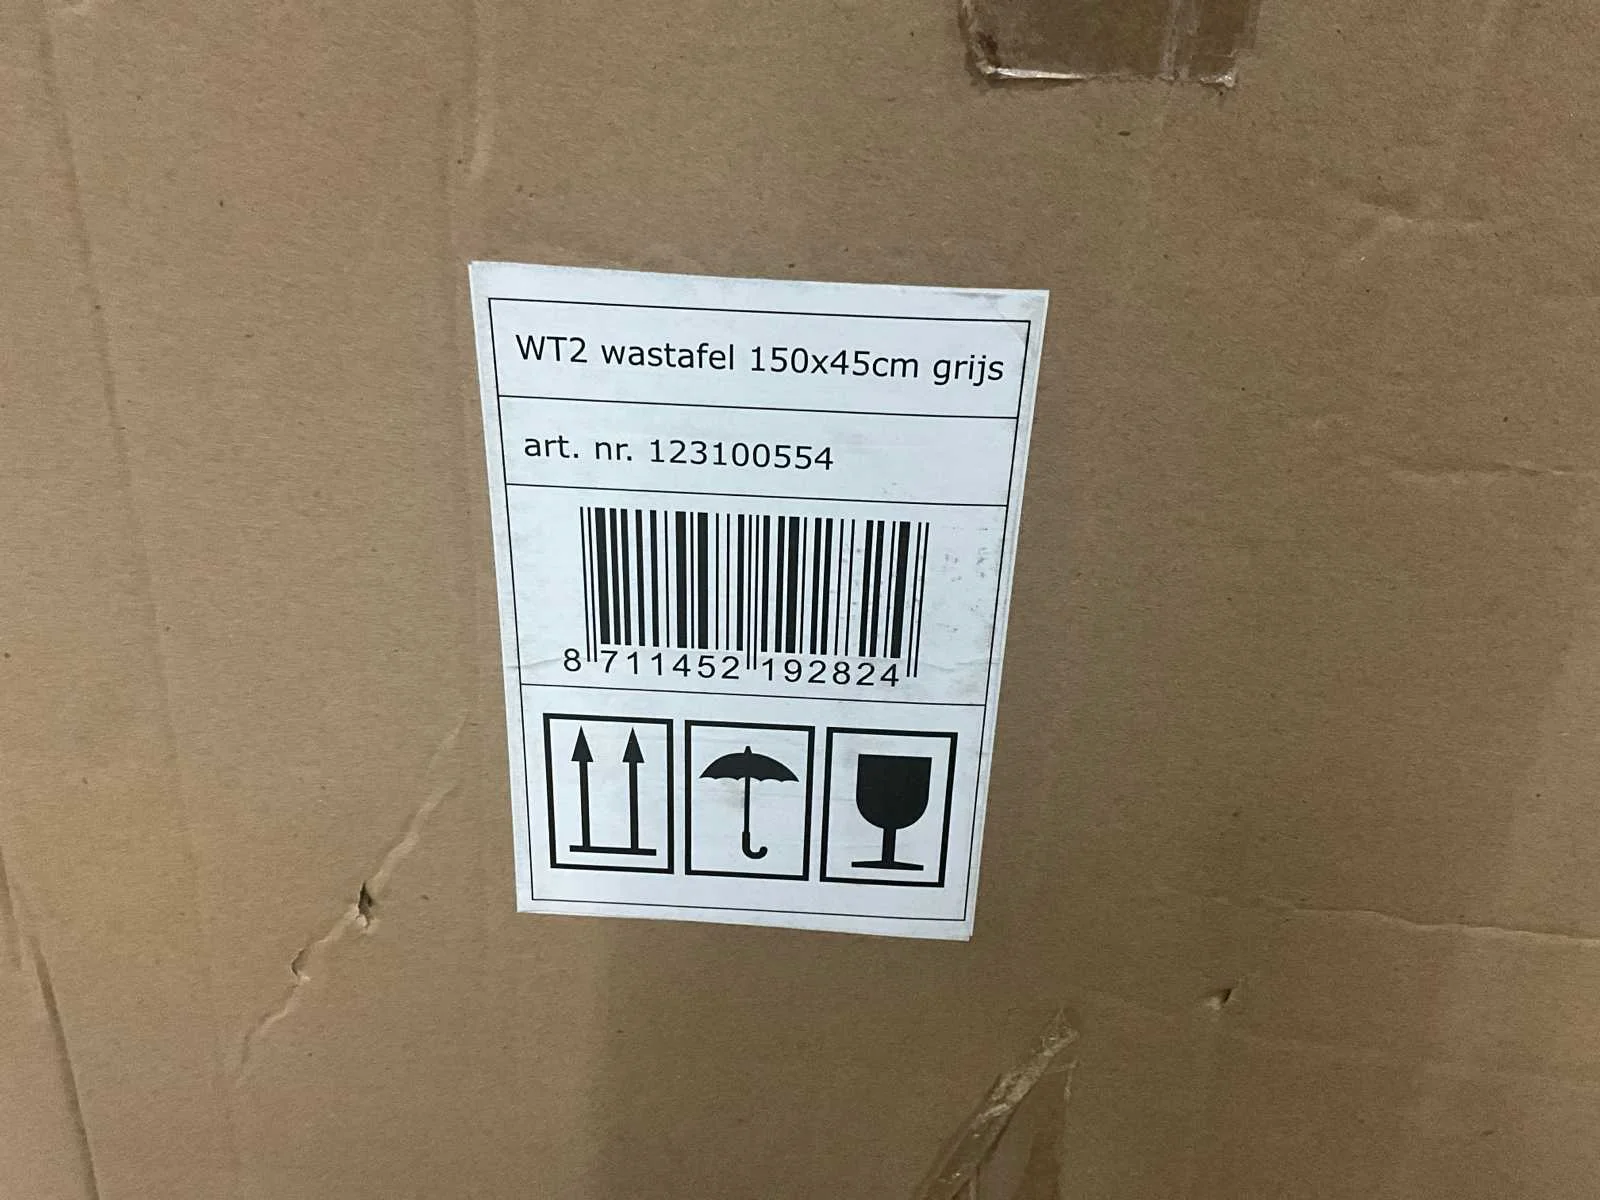 WT2 wastafel 150x45cm grijs
art. nr. 123100554
8 711452 192824